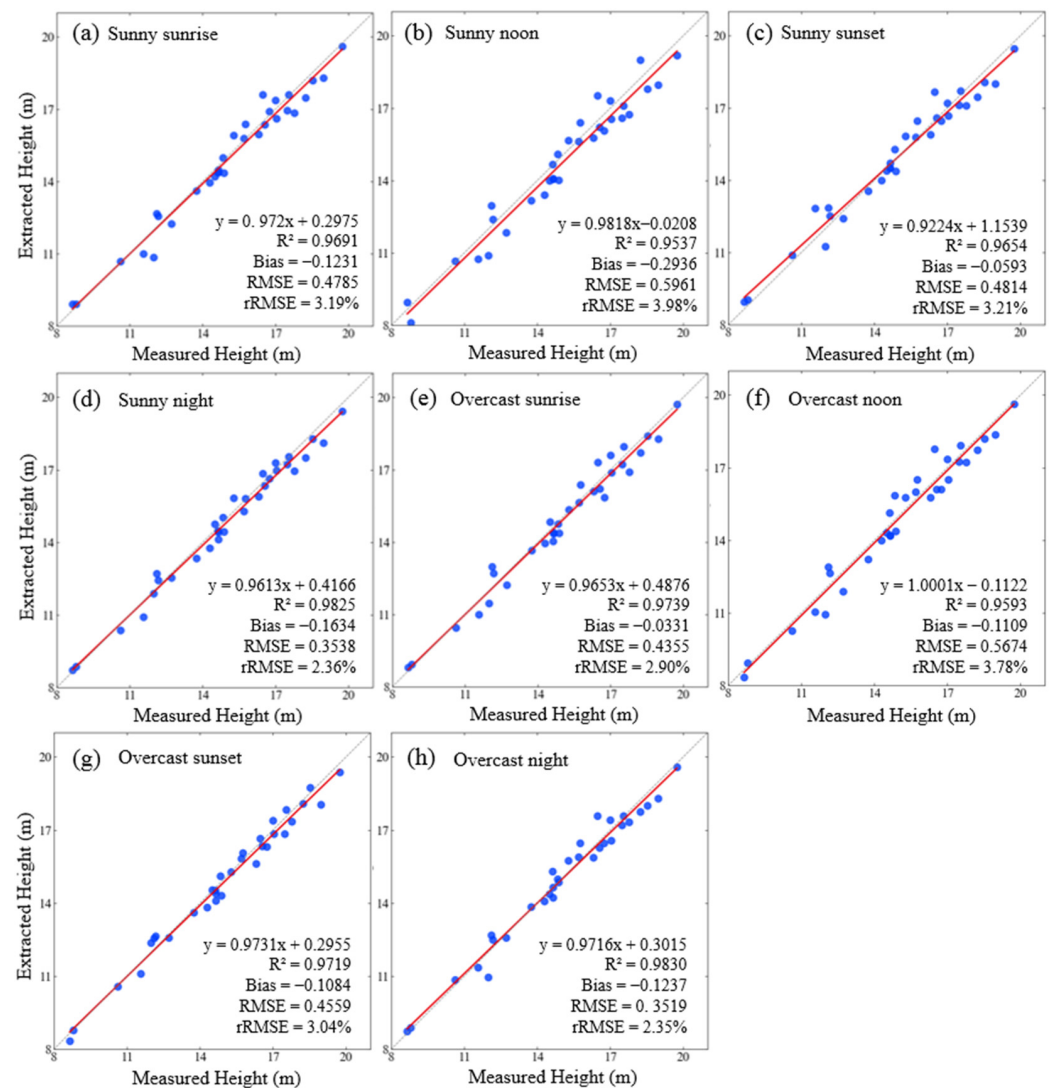 (a) Sunny sunrise
20
17
14
11
8
Extracted Height (m)
y = 0. 972x + 0.2975
R² = 0.9691
Bias = −0.1231
RMSE = 0.4785
rRMSE = 3.19%
8 11 14 17 20
Measured Height (m)
(b) Sunny noon
20
17
14
11
8
y = 0.9818x−0.0208
R² = 0.9537
Bias = −0.2936
RMSE = 0.5961
rRMSE = 3.98%
8 11 14 17 20
Measured Height (m)
(c) Sunny sunset
20
17
14
11
8
y = 0.9224x + 1.1539
R² = 0.9654
Bias = −0.0593
RMSE = 0.4814
rRMSE = 3.21%
8 11 14 17 20
Measured Height (m)
(d) Sunny night
20
17
14
11
8
Extracted Height (m)
y = 0.9613x + 0.4166
R² = 0.9825
Bias = −0.1634
RMSE = 0.3538
rRMSE = 2.36%
8 11 14 17 20
Measured Height (m)
(e) Overcast sunrise
20
17
14
11
8
y = 0.9653x + 0.4876
R² = 0.9739
Bias = −0.0331
RMSE = 0.4355
rRMSE = 2.90%
8 11 14 17 20
Measured Height (m)
(f) Overcast noon
20
17
14
11
8
y = 1.0001x − 0.1122
R² = 0.9593
Bias = −0.1109
RMSE = 0.5674
rRMSE = 3.78%
8 11 14 17 20
Measured Height (m)
(g) Overcast sunset
20
17
14
11
8
Extracted Height (m)
y = 0.9731x + 0.2955
R² = 0.9719
Bias = −0.1084
RMSE = 0.4559
rRMSE = 3.04%
8 11 14 17 20
Measured Height (m)
(h) Overcast night
20
17
14
11
8
y = 0.9716x + 0.3015
R² = 0.9830
Bias = −0.1237
RMSE = 0. 3519
rRMSE = 2.35%
8 11 14 17 20
Measured Height (m)